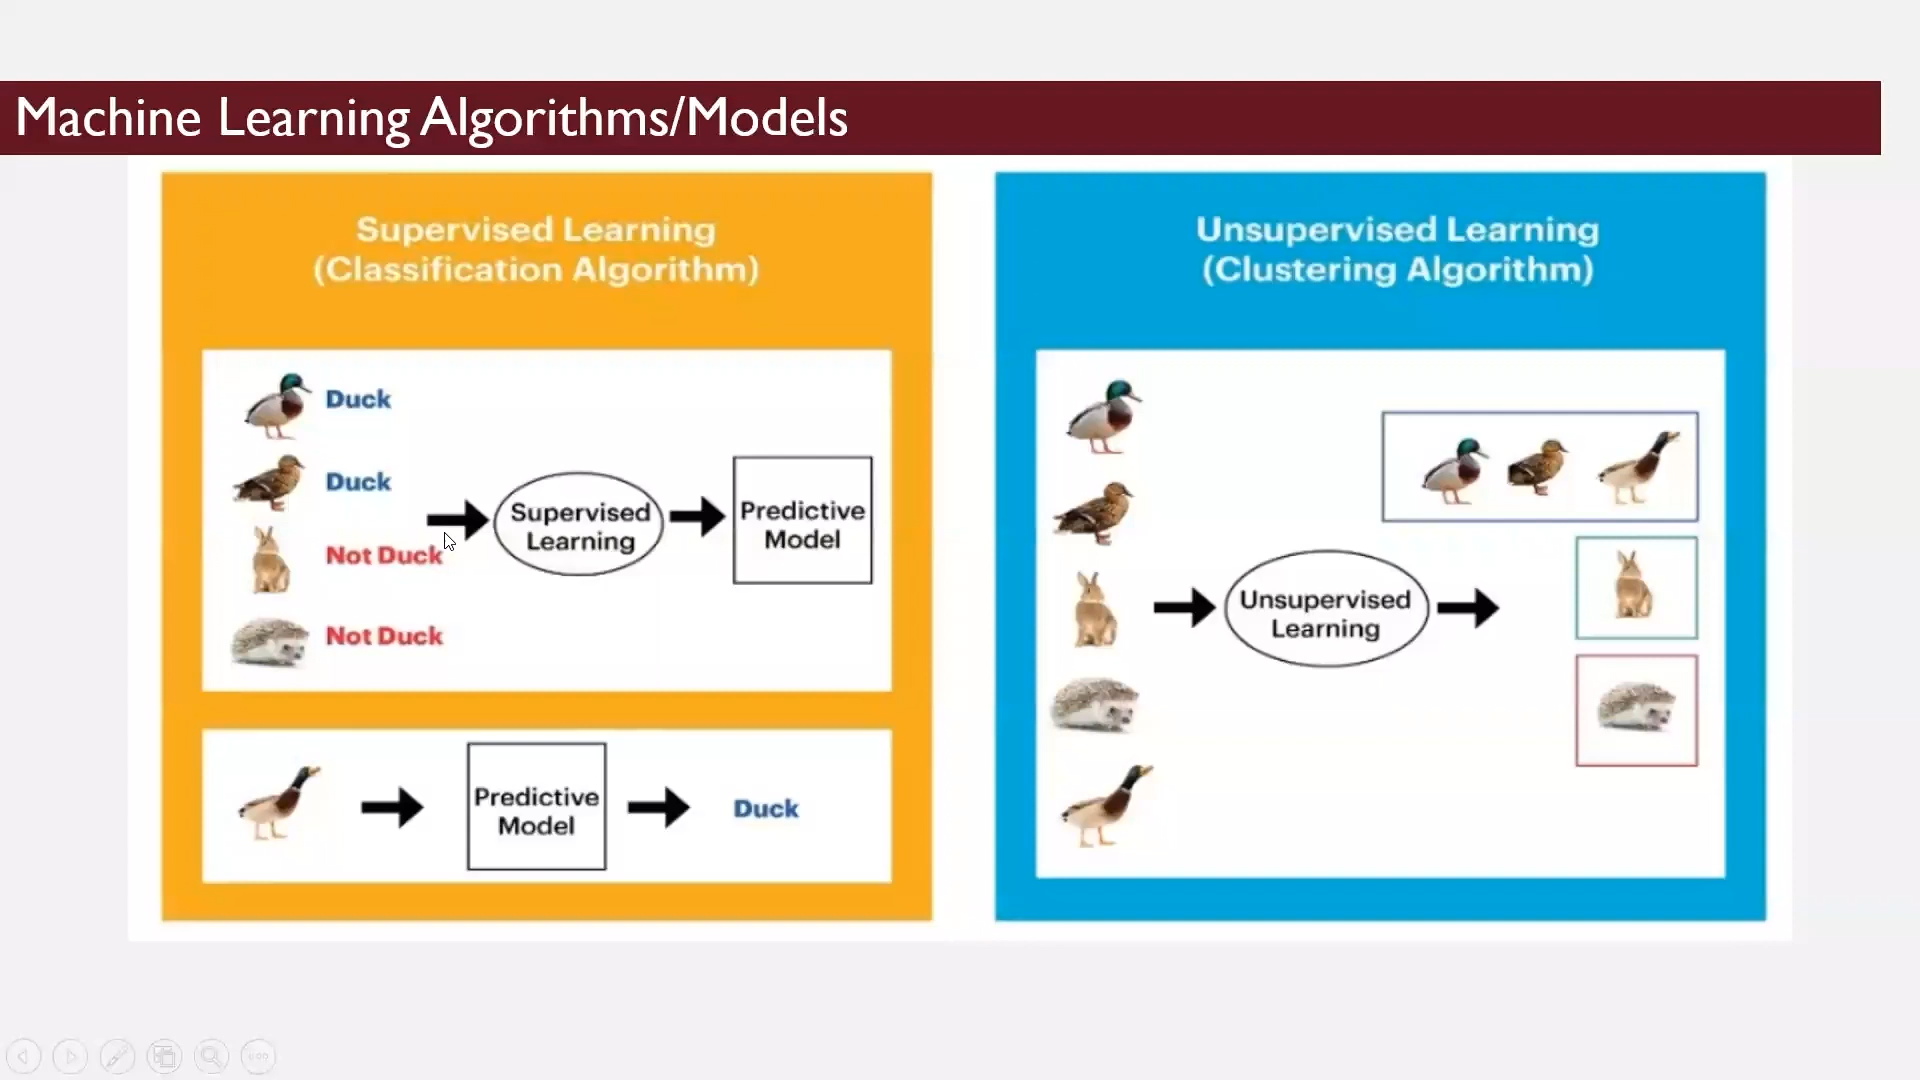 Machine Learning Algorithms/Models
Supervised Learning
(Classification Algorithm)
Duck
Duck
Not Duck
Not Duck
Supervised
Learning
Predictive
Model
Predictive
Model
Duck
Unsupervised Learning
(Clustering Algorithm)
Unsupervised
Learning